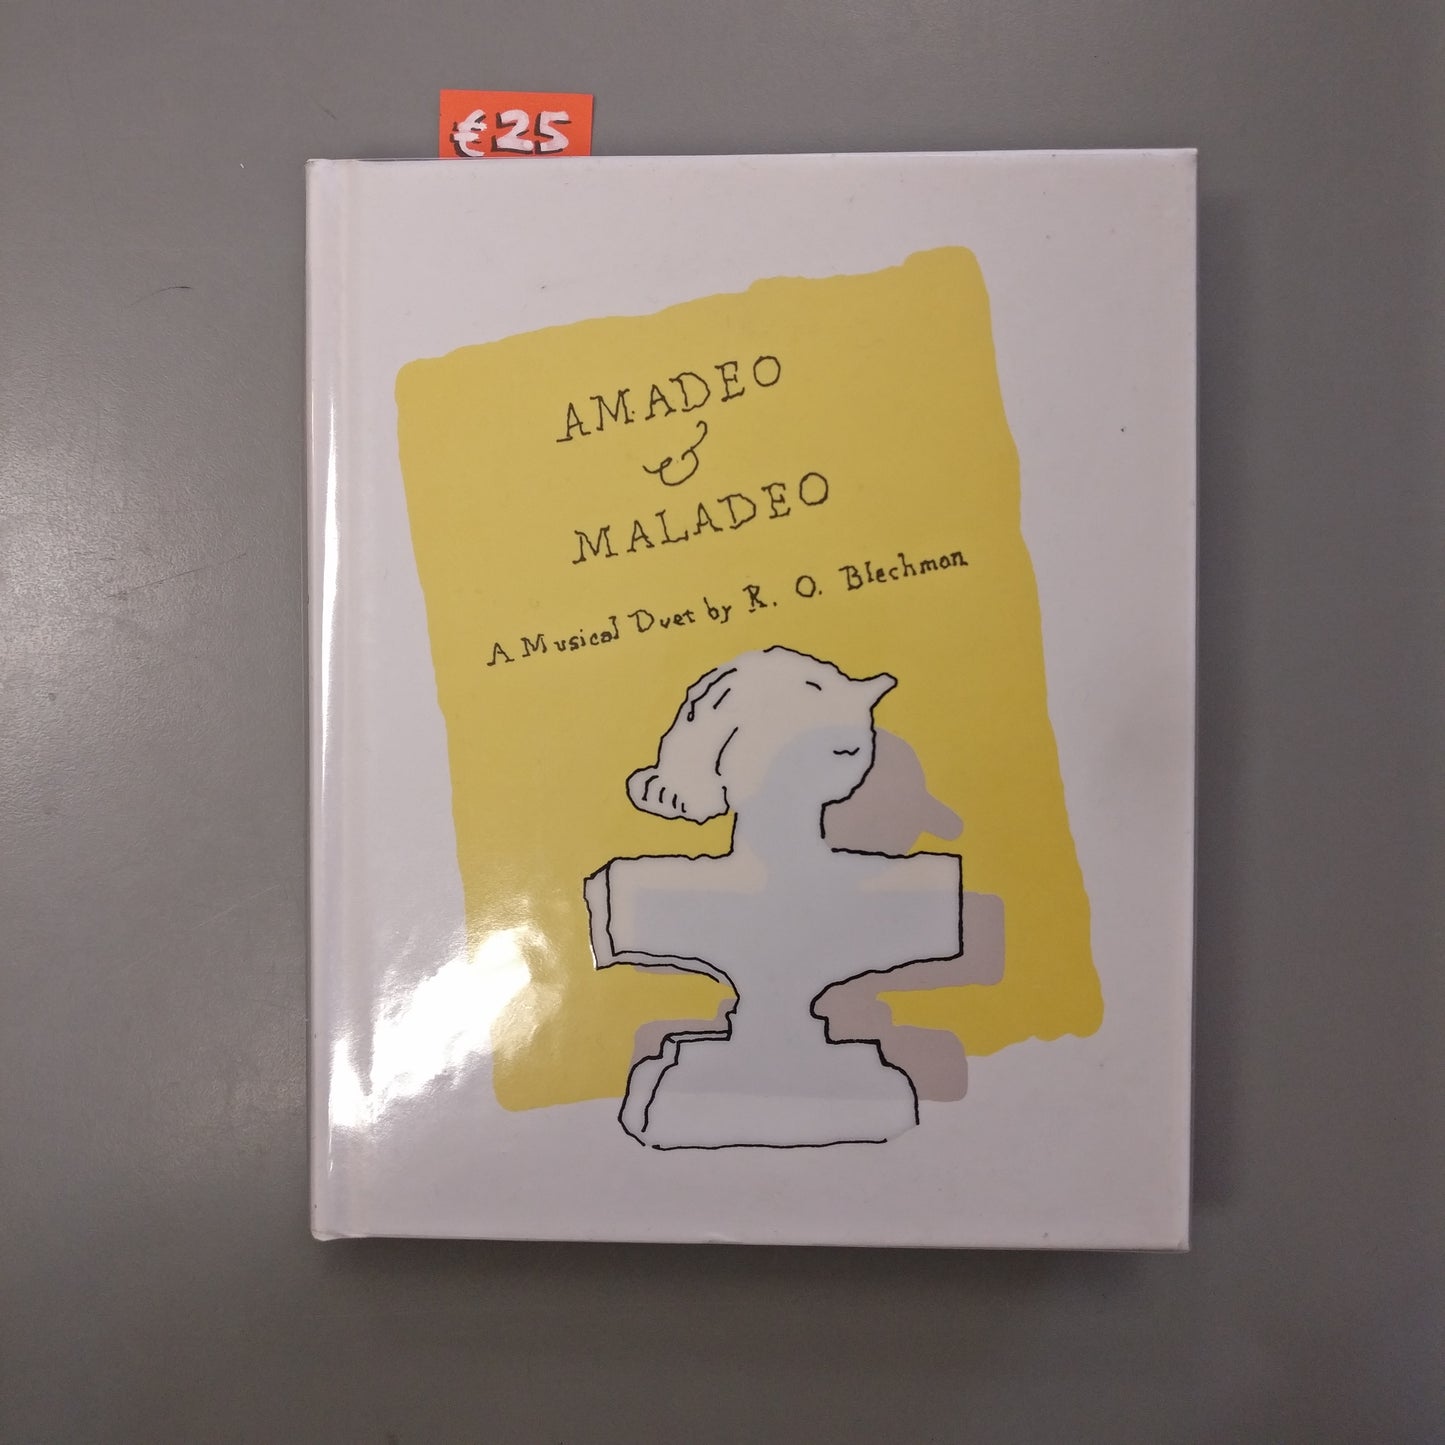 €25
AMADEO
&
MALADEO
A Musical Duet by R. O. Blechman